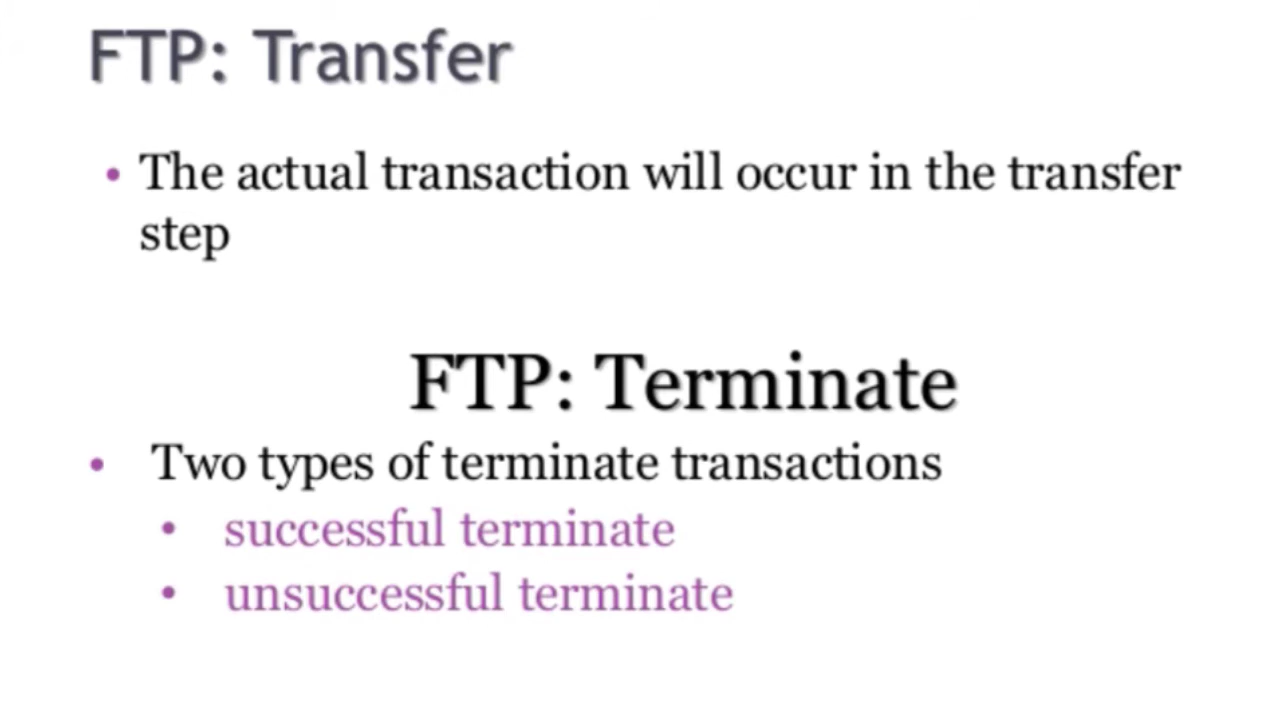 FTP: Transfer
• The actual transaction will occur in the transfer
step
FTP: Terminate
• Two types of terminate transactions
• successful terminate
• unsuccessful terminate